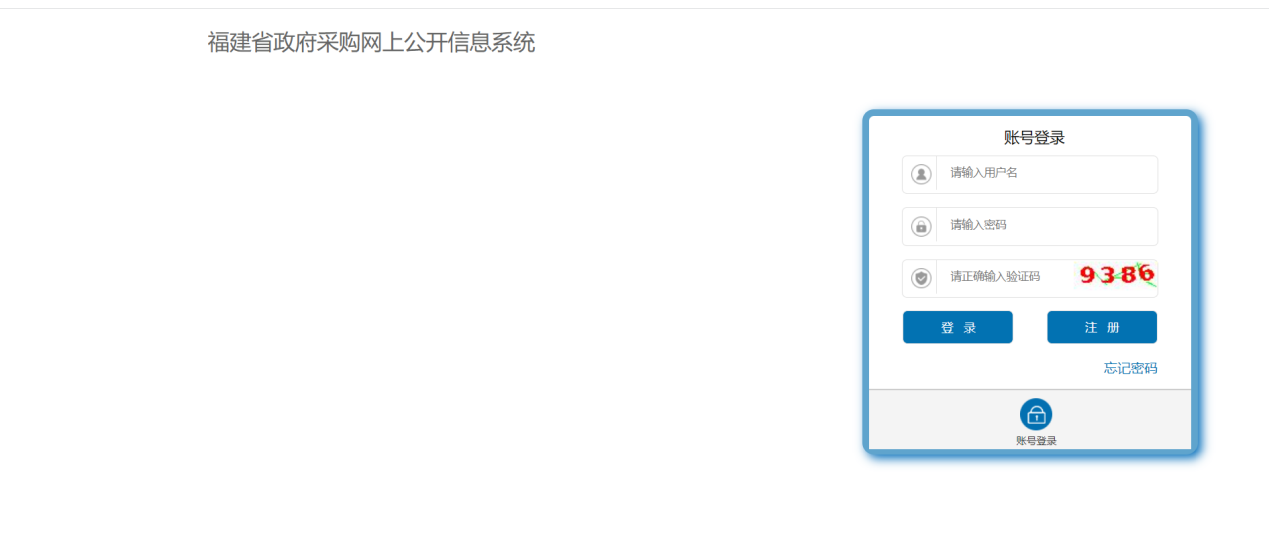 福建省政府采购网上公开信息系统
账号登录
请输入用户名
请输入密码
请正确输入验证码 9386
登 录 注 册
忘记密码
账号登录